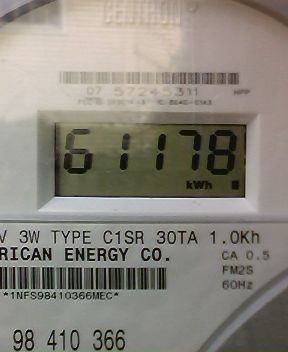 CENTRON
07 57245311
61178
kWh
V 3W TYPE C1SR 30TA 1.0Kh
RICAN ENERGY CO.
CA 0.5
FM2S
60Hz
*1NFS98410366MEC*
98 410 366